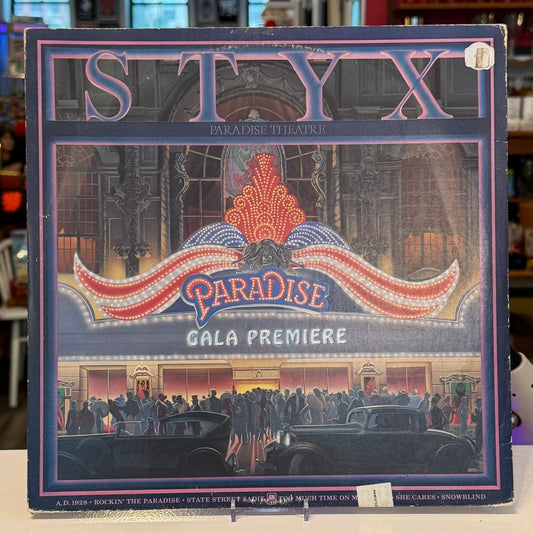 STYX
PARADISE THEATRE
PARADISE
GALA PREMIERE
A.D. 1928 • ROCKIN' THE PARADISE • STATE STREET SADIE • TOO MUCH TIME ON M • SHE CARES • SNOWBLIND